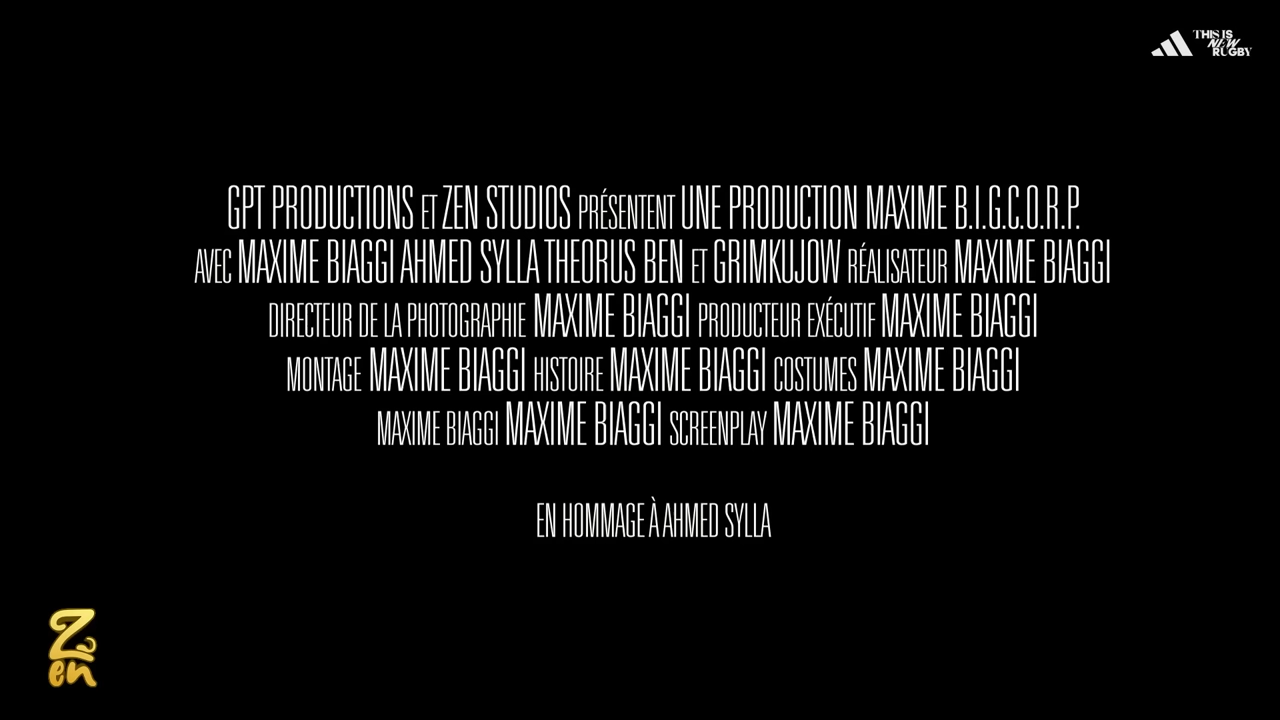 THIS IS
NEW
RUGBY
GPT PRODUCTIONS ET ZEN STUDIOS PRÉSENTENT UNE PRODUCTION MAXIME B.I.G.C.O.R.P.
AVEC MAXIME BIAGGI AHMED SYLLA THEORUS BEN ET GRIMKUJOW RÉALISATEUR MAXIME BIAGGI
DIRECTEUR DE LA PHOTOGRAPHIE MAXIME BIAGGI PRODUCTEUR EXÉCUTIF MAXIME BIAGGI
MONTAGE MAXIME BIAGGI HISTOIRE MAXIME BIAGGI COSTUMES MAXIME BIAGGI
MAXIME BIAGGI MAXIME BIAGGI SCREENPLAY MAXIME BIAGGI
EN HOMMAGE À AHMED SYLLA
Zen